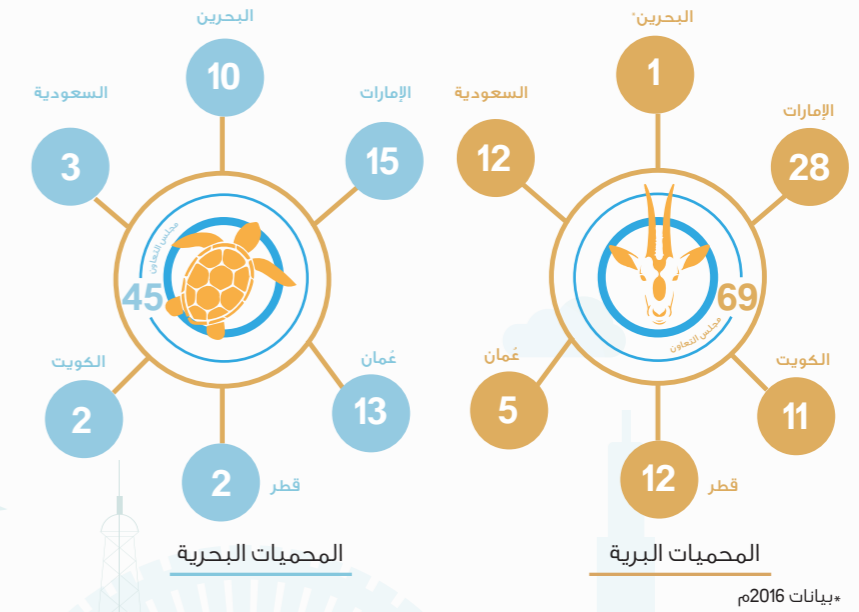 البحرين*
1
الإمارات
28
السعودية
12
69
مجلس التعاون
الكويت
11
عُمان
5
قطر
12
المحميات البرية
البحرين
10
الإمارات
15
السعودية
3
مجلس التعاون
45
عُمان
13
الكويت
2
قطر
2
المحميات البحرية
*بيانات 2016م